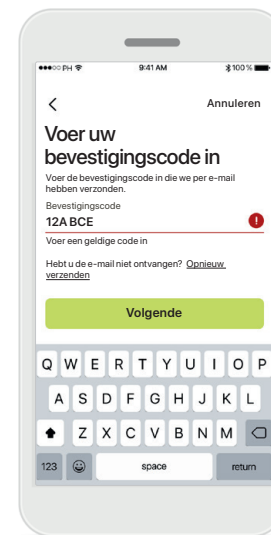 PH 9:41 AM 100 %
Annuleren
Voer uw
bevestigingscode in
Voer de bevestigingscode in die we per e-mail
hebben verzonden.
Bevestigingscode
12A BCE
Voer een geldige code in
Hebt u de e-mail niet ontvangen? Opnieuw
verzenden
Volgende
Q W E R T Y U I O P
A S D F G H J K L
Z X C V B N M
123 space return